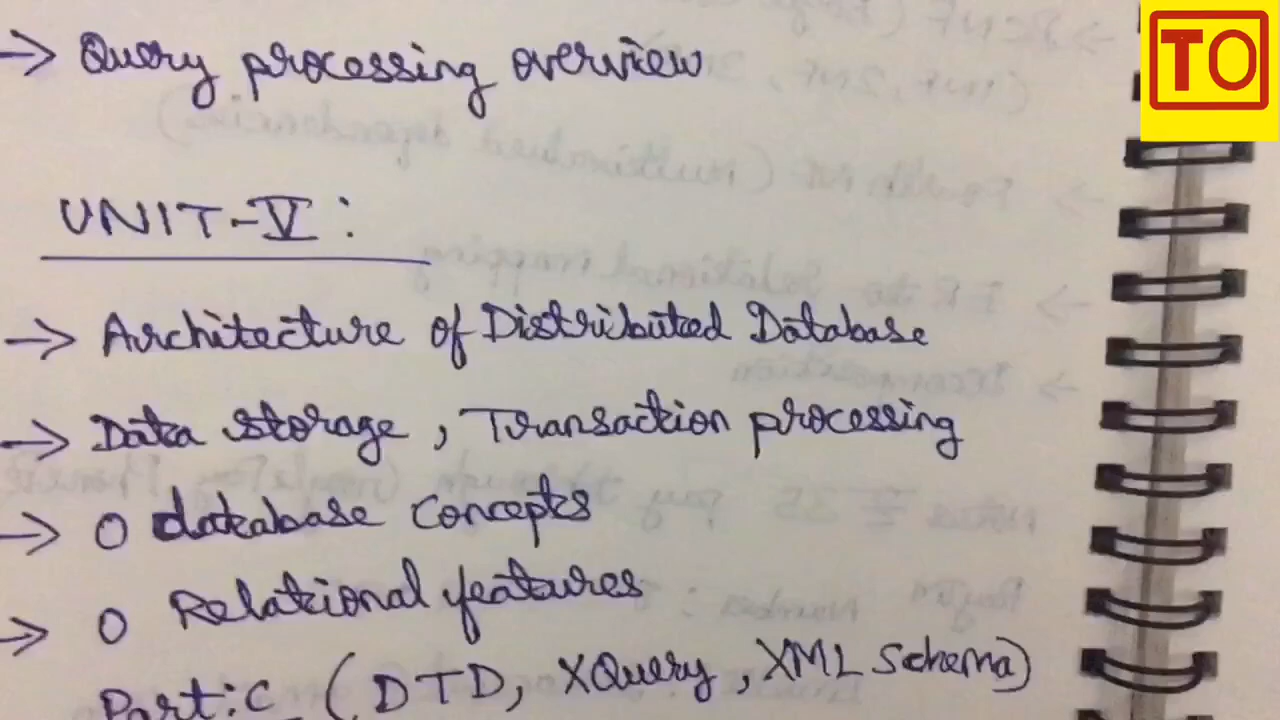 → Query processing overview
TO
UNIT-V:
→ Architecture of Distributed Database
→ Data storage, Transaction processing
→ O database concepts
→ O Relational features
Part:C (DTD, XQuery, XML Schema)